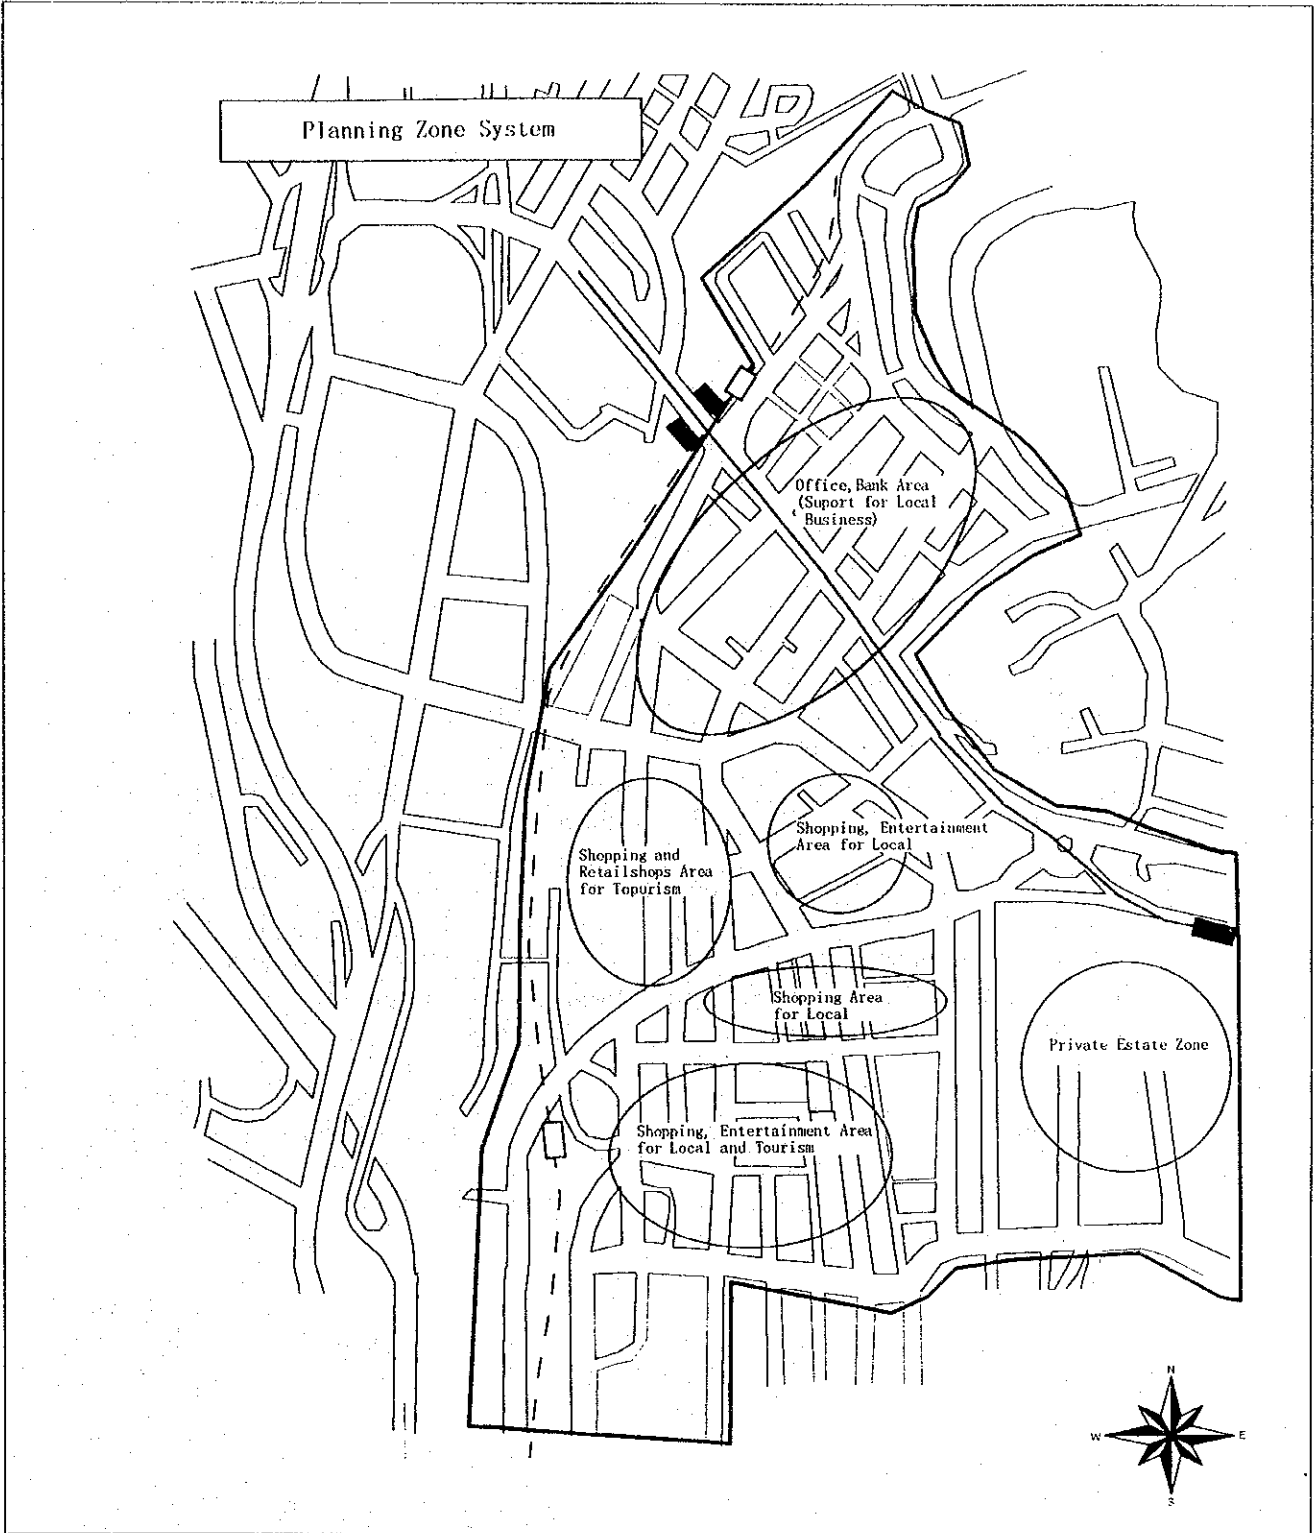 Planning Zone System
Office, Bank Area
(Suport for Local
Business)
Shopping, Entertainment
Area for Local
Shopping and
Retailshops Area
for Topurism
Shopping Area
for Local
Private Estate Zone
Shopping, Entertainment Area
for Local and Tourism
N
W E
S